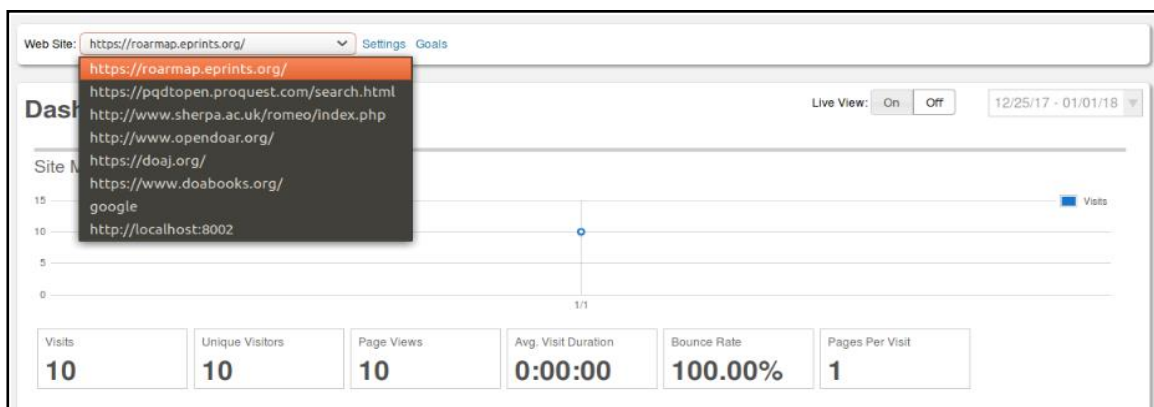 Web Site: https://roarmap.eprints.org/ Settings Goals
https://roarmap.eprints.org/
https://pqdtopen.proquest.com/search.html
http://www.sherpa.ac.uk/romeo/index.php
http://www.opendoar.org/
https://doaj.org/
https://www.doabooks.org/
google
http://localhost:8002
Dash
Live View: On Off 12/25/17 - 01/01/18
Site M
Visits
15
10
5
0
1/1
Visits Unique Visitors Page Views Avg. Visit Duration Bounce Rate Pages Per Visit
10 10 10 0:00:00 100.00% 1